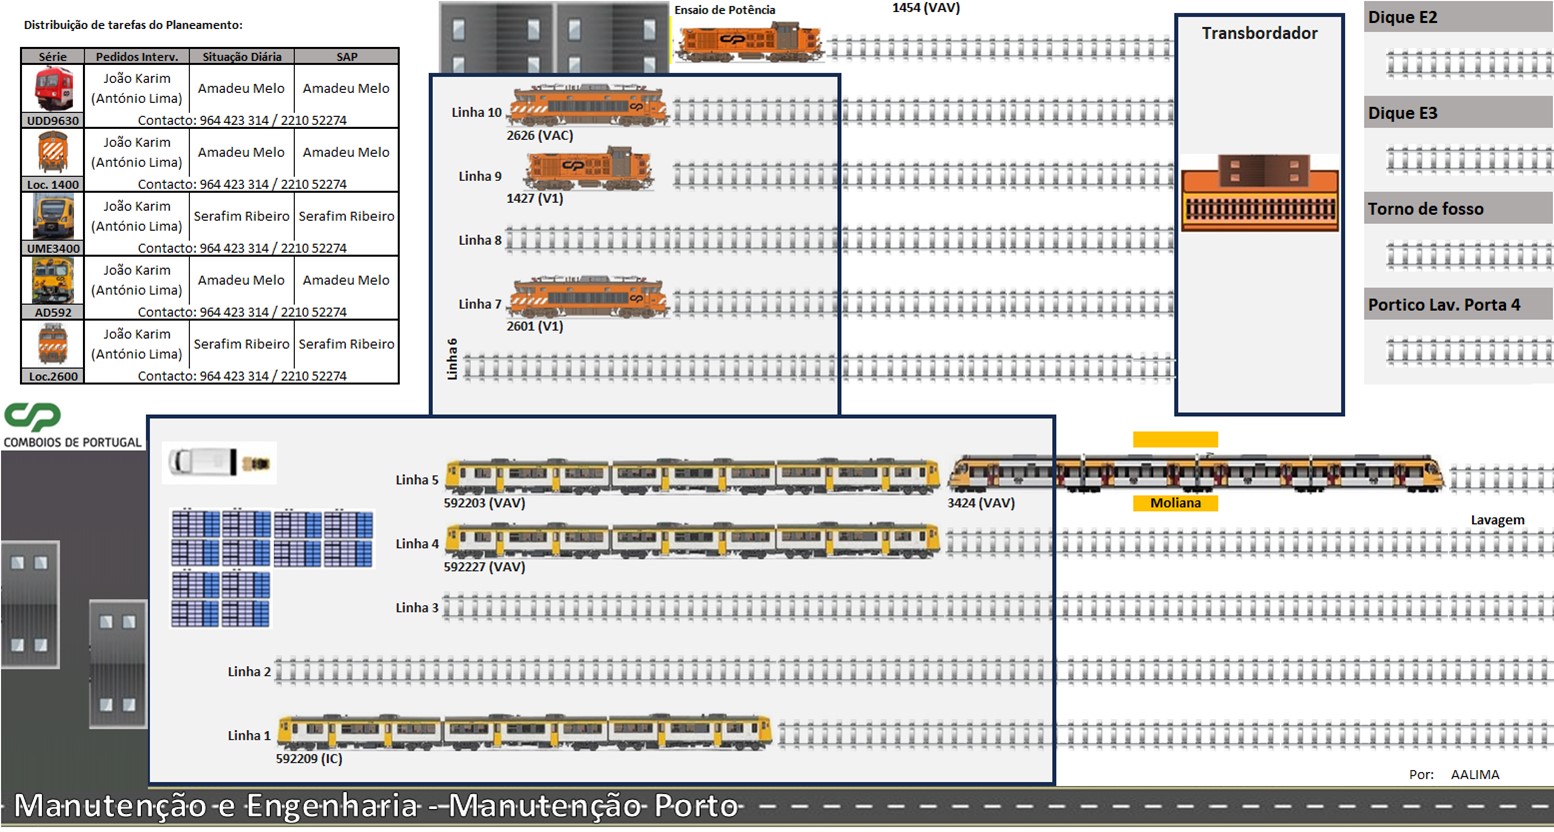 Distribuição de tarefas do Planeamento:
Série Pedidos Interv. Situação Diária SAP
João Karim
(António Lima) Amadeu Melo Amadeu Melo
UDD9630 Contacto: 964 423 314 / 2210 52274
João Karim
(António Lima) Amadeu Melo Amadeu Melo
Loc. 1400 Contacto: 964 423 314 / 2210 52274
João Karim
(António Lima) Serafim Ribeiro Serafim Ribeiro
UME3400 Contacto: 964 423 314 / 2210 52274
João Karim
(António Lima) Amadeu Melo Amadeu Melo
AD592 Contacto: 964 423 314 / 2210 52274
João Karim
(António Lima) Serafim Ribeiro Serafim Ribeiro
Loc.2600 Contacto: 964 423 314 / 2210 52274
Ensaio de Potência
1454 (VAV)
Linha 10
2626 (VAC)
Linha 9
1427 (V1)
Linha 8
Linha 7
2601 (V1)
Linha 6
Transbordador
Dique E2
Dique E3
Torno de fosso
Portico Lav. Porta 4
CP
COMBOIOS DE PORTUGAL
Linha 5
592203 (VAV)
3424 (VAV)
Moliana
Lavagem
Linha 4
592227 (VAV)
Linha 3
Linha 2
Linha 1
592209 (IC)
Por: AALIMA
Manutenção e Engenharia - Manutenção Porto